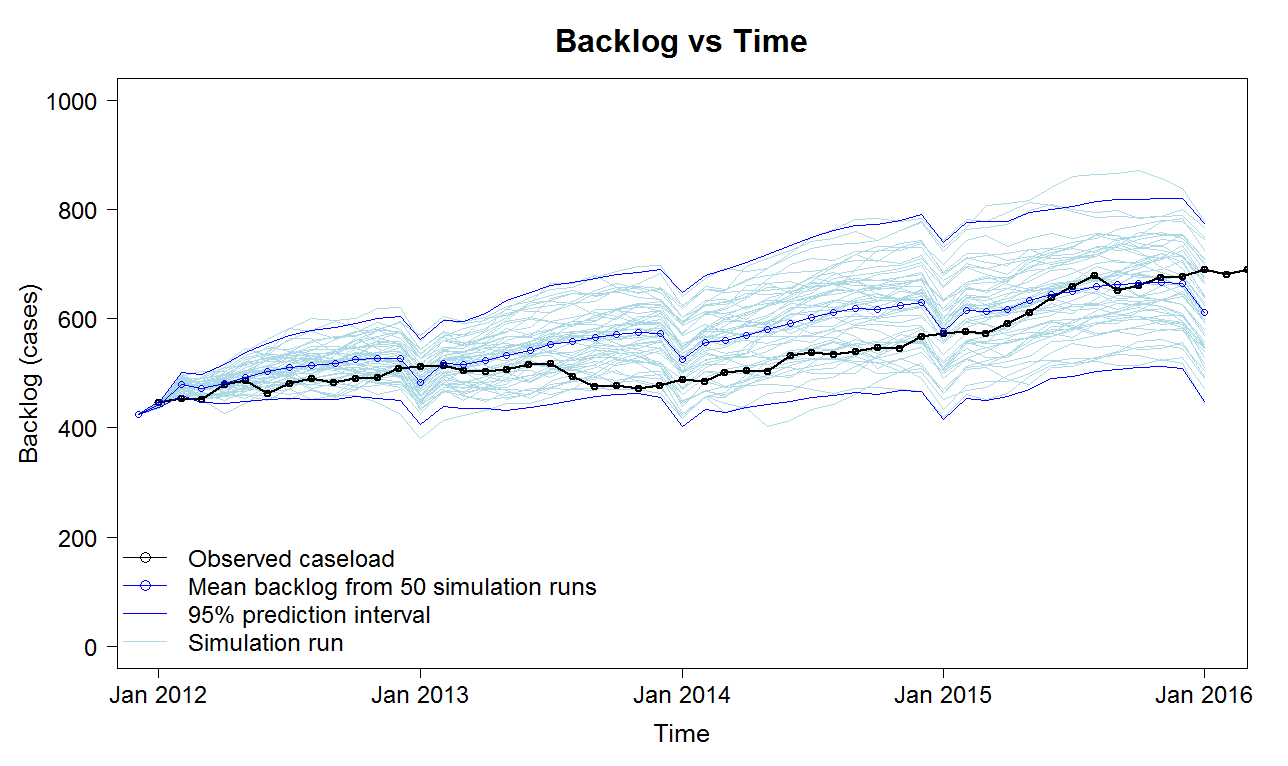 Backlog vs Time
Backlog (cases)
1000
800
600
400
200
0
Observed caseload
Mean backlog from 50 simulation runs
95% prediction interval
Simulation run
Jan 2012
Jan 2013
Jan 2014
Jan 2015
Jan 2016
Time